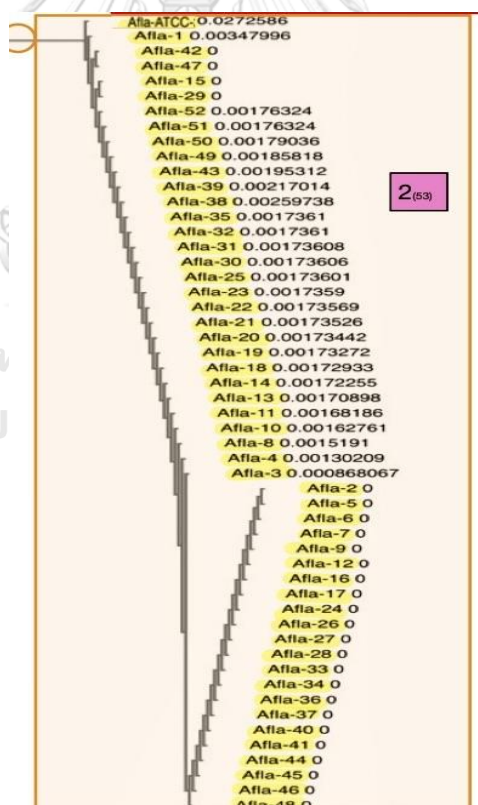 Afla-ATCC-: 0.0272586
Afla-1 0.00347996
Afla-42 0
Afla-47 0
Afla-15 0
Afla-29 0
Afla-52 0.00176324
Afla-51 0.00176324
Afla-50 0.00179036
Afla-49 0.00185818
Afla-43 0.00195312
Afla-39 0.00217014
Afla-38 0.00259738
Afla-35 0.0017361
Afla-32 0.0017361
Afla-31 0.00173608
Afla-30 0.00173606
Afla-25 0.00173601
Afla-23 0.0017359
Afla-22 0.00173569
Afla-21 0.00173526
Afla-20 0.00173442
Afla-19 0.00173272
Afla-18 0.00172933
Afla-14 0.00172255
Afla-13 0.00170898
Afla-11 0.00168186
Afla-10 0.00162761
Afla-8 0.0015191
Afla-4 0.00130209
Afla-3 0.000868067
2(53)
Afla-2 0
Afla-5 0
Afla-6 0
Afla-7 0
Afla-9 0
Afla-12 0
Afla-16 0
Afla-17 0
Afla-24 0
Afla-26 0
Afla-27 0
Afla-28 0
Afla-33 0
Afla-34 0
Afla-36 0
Afla-37 0
Afla-40 0
Afla-41 0
Afla-44 0
Afla-45 0
Afla-46 0
Afla-48 0